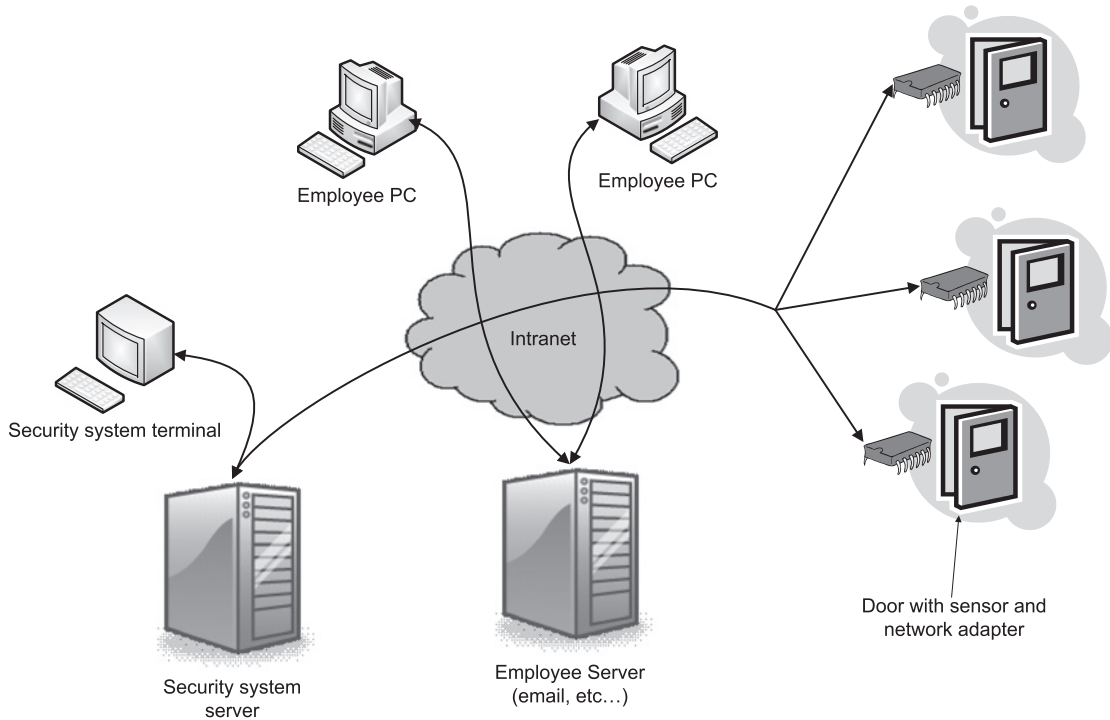 Employee PC
Employee PC
Intranet
Security system terminal
Door with sensor and
network adapter
Employee Server
(email, etc…)
Security system
server